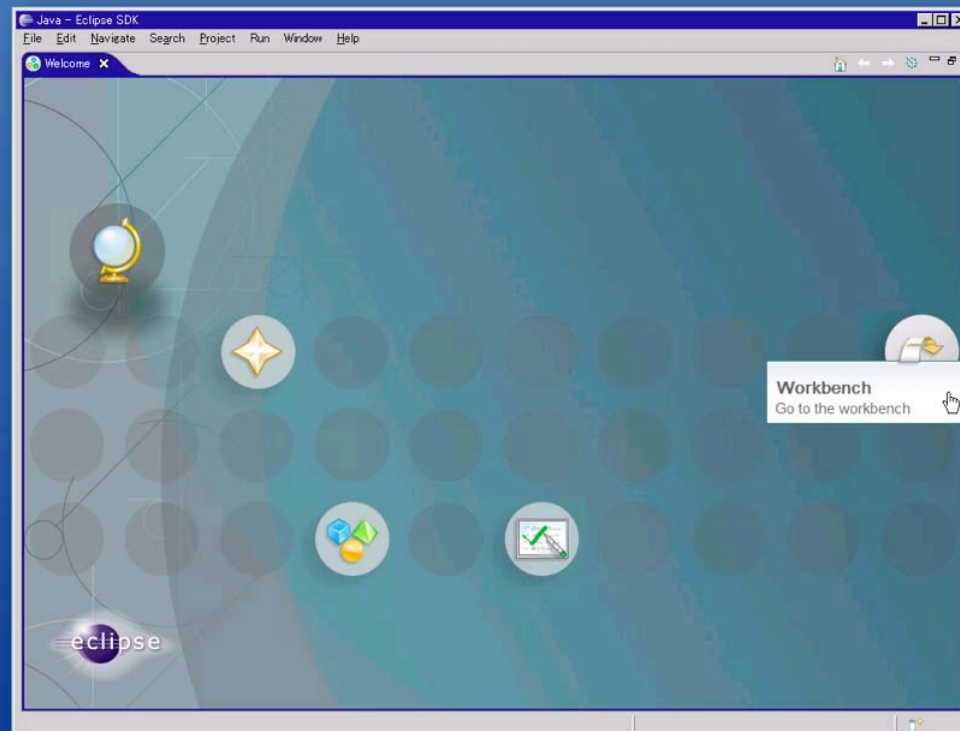 Java - Eclipse SDK
File Edit Navigate Search Project Run Window Help
Welcome
Workbench
Go to the workbench
eclipse